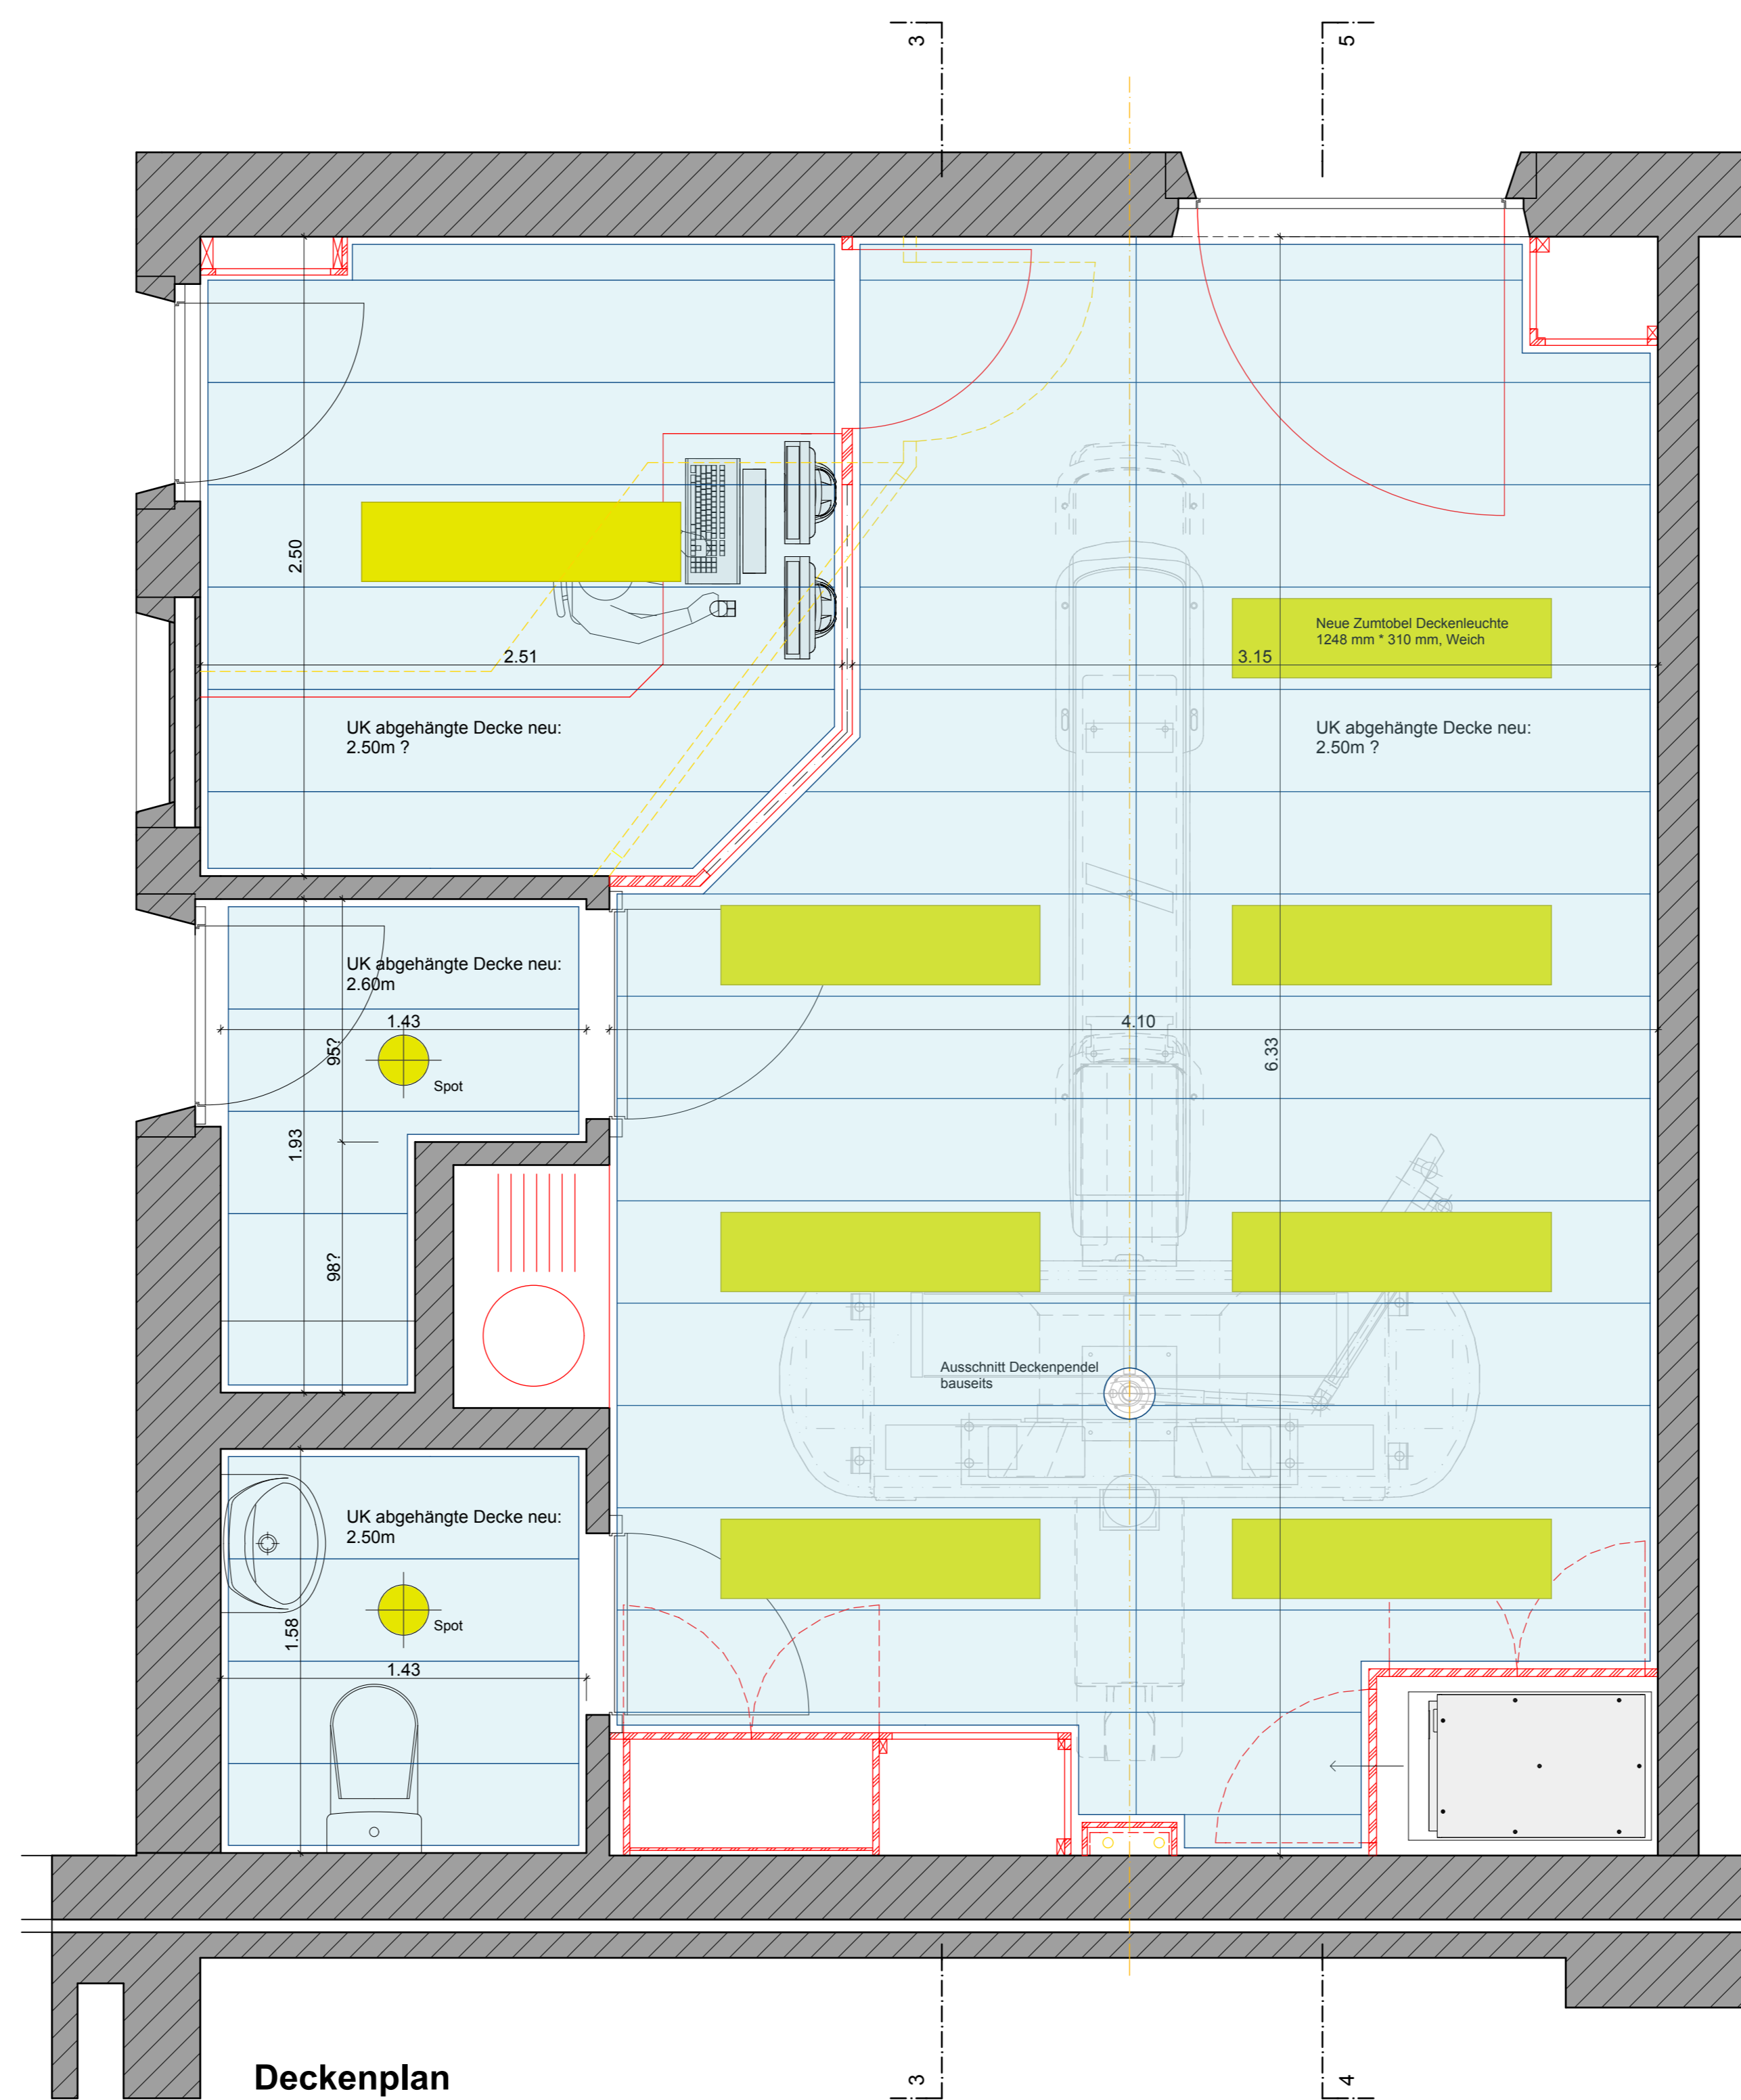 3
5
2.50
Neue Zumtobel Deckenleuchte
1248 mm * 310 mm, Weich
2.51
3.15
UK abgehängte Decke neu:
2.50m ?
UK abgehängte Decke neu:
2.50m ?
UK abgehängte Decke neu:
2.60m
1.43
4.10
95?
6.33
Spot
1.93
98?
Ausschnitt Deckenpendel
bauseits
UK abgehängte Decke neu:
2.50m
Spot
1.58
1.43
Deckenplan
3
4